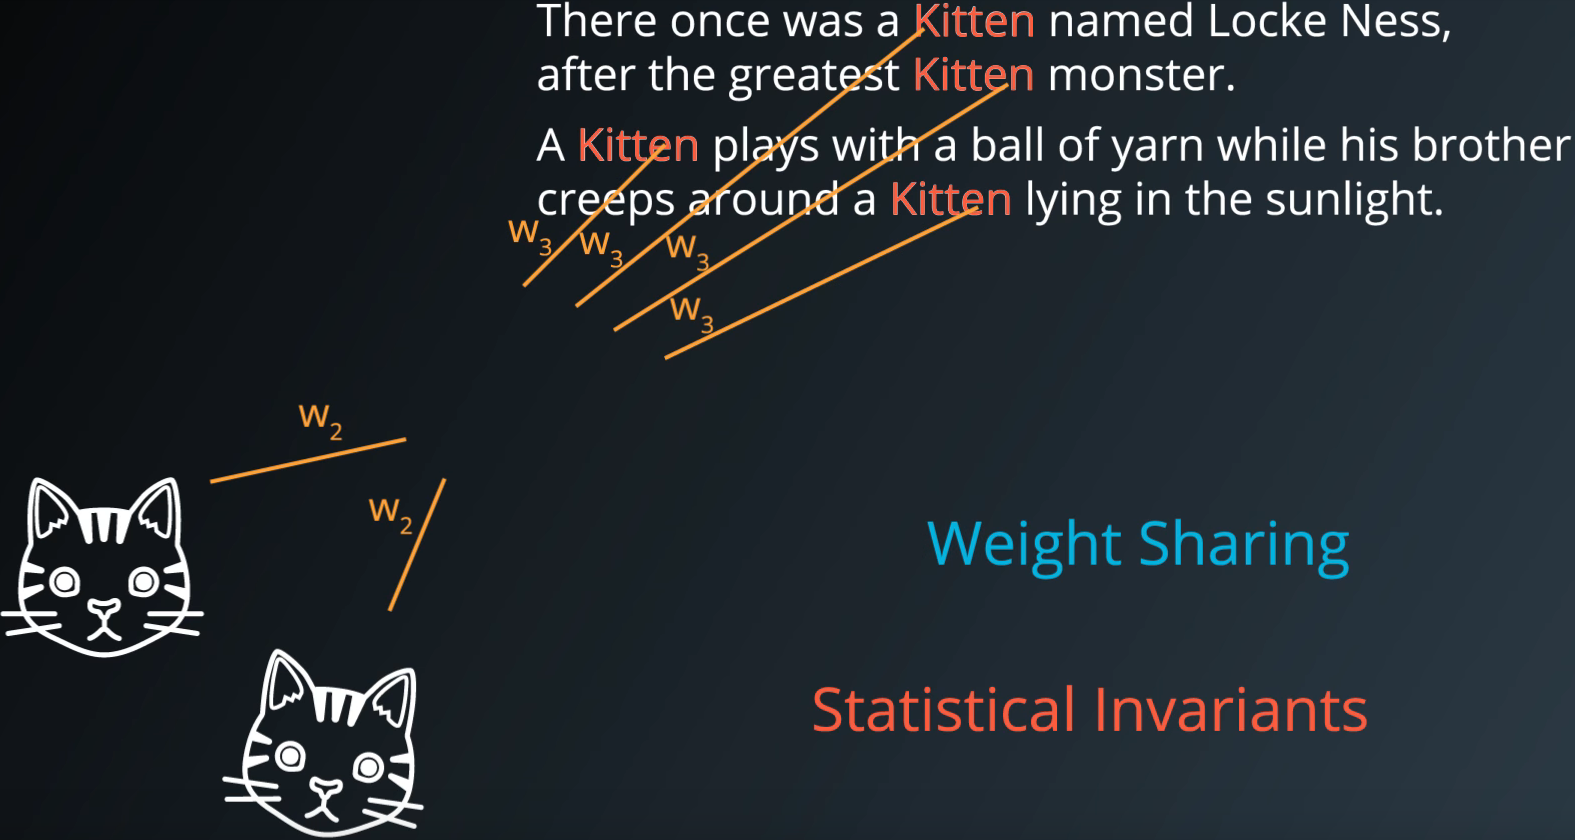 There once was a Kitten named Locke Ness,
after the greatest Kitten monster.
A Kitten plays with a ball of yarn while his brother
creeps around a Kitten lying in the sunlight.
w₃ w₃ w₃
w₃
w₂
w₂
Weight Sharing
Statistical Invariants